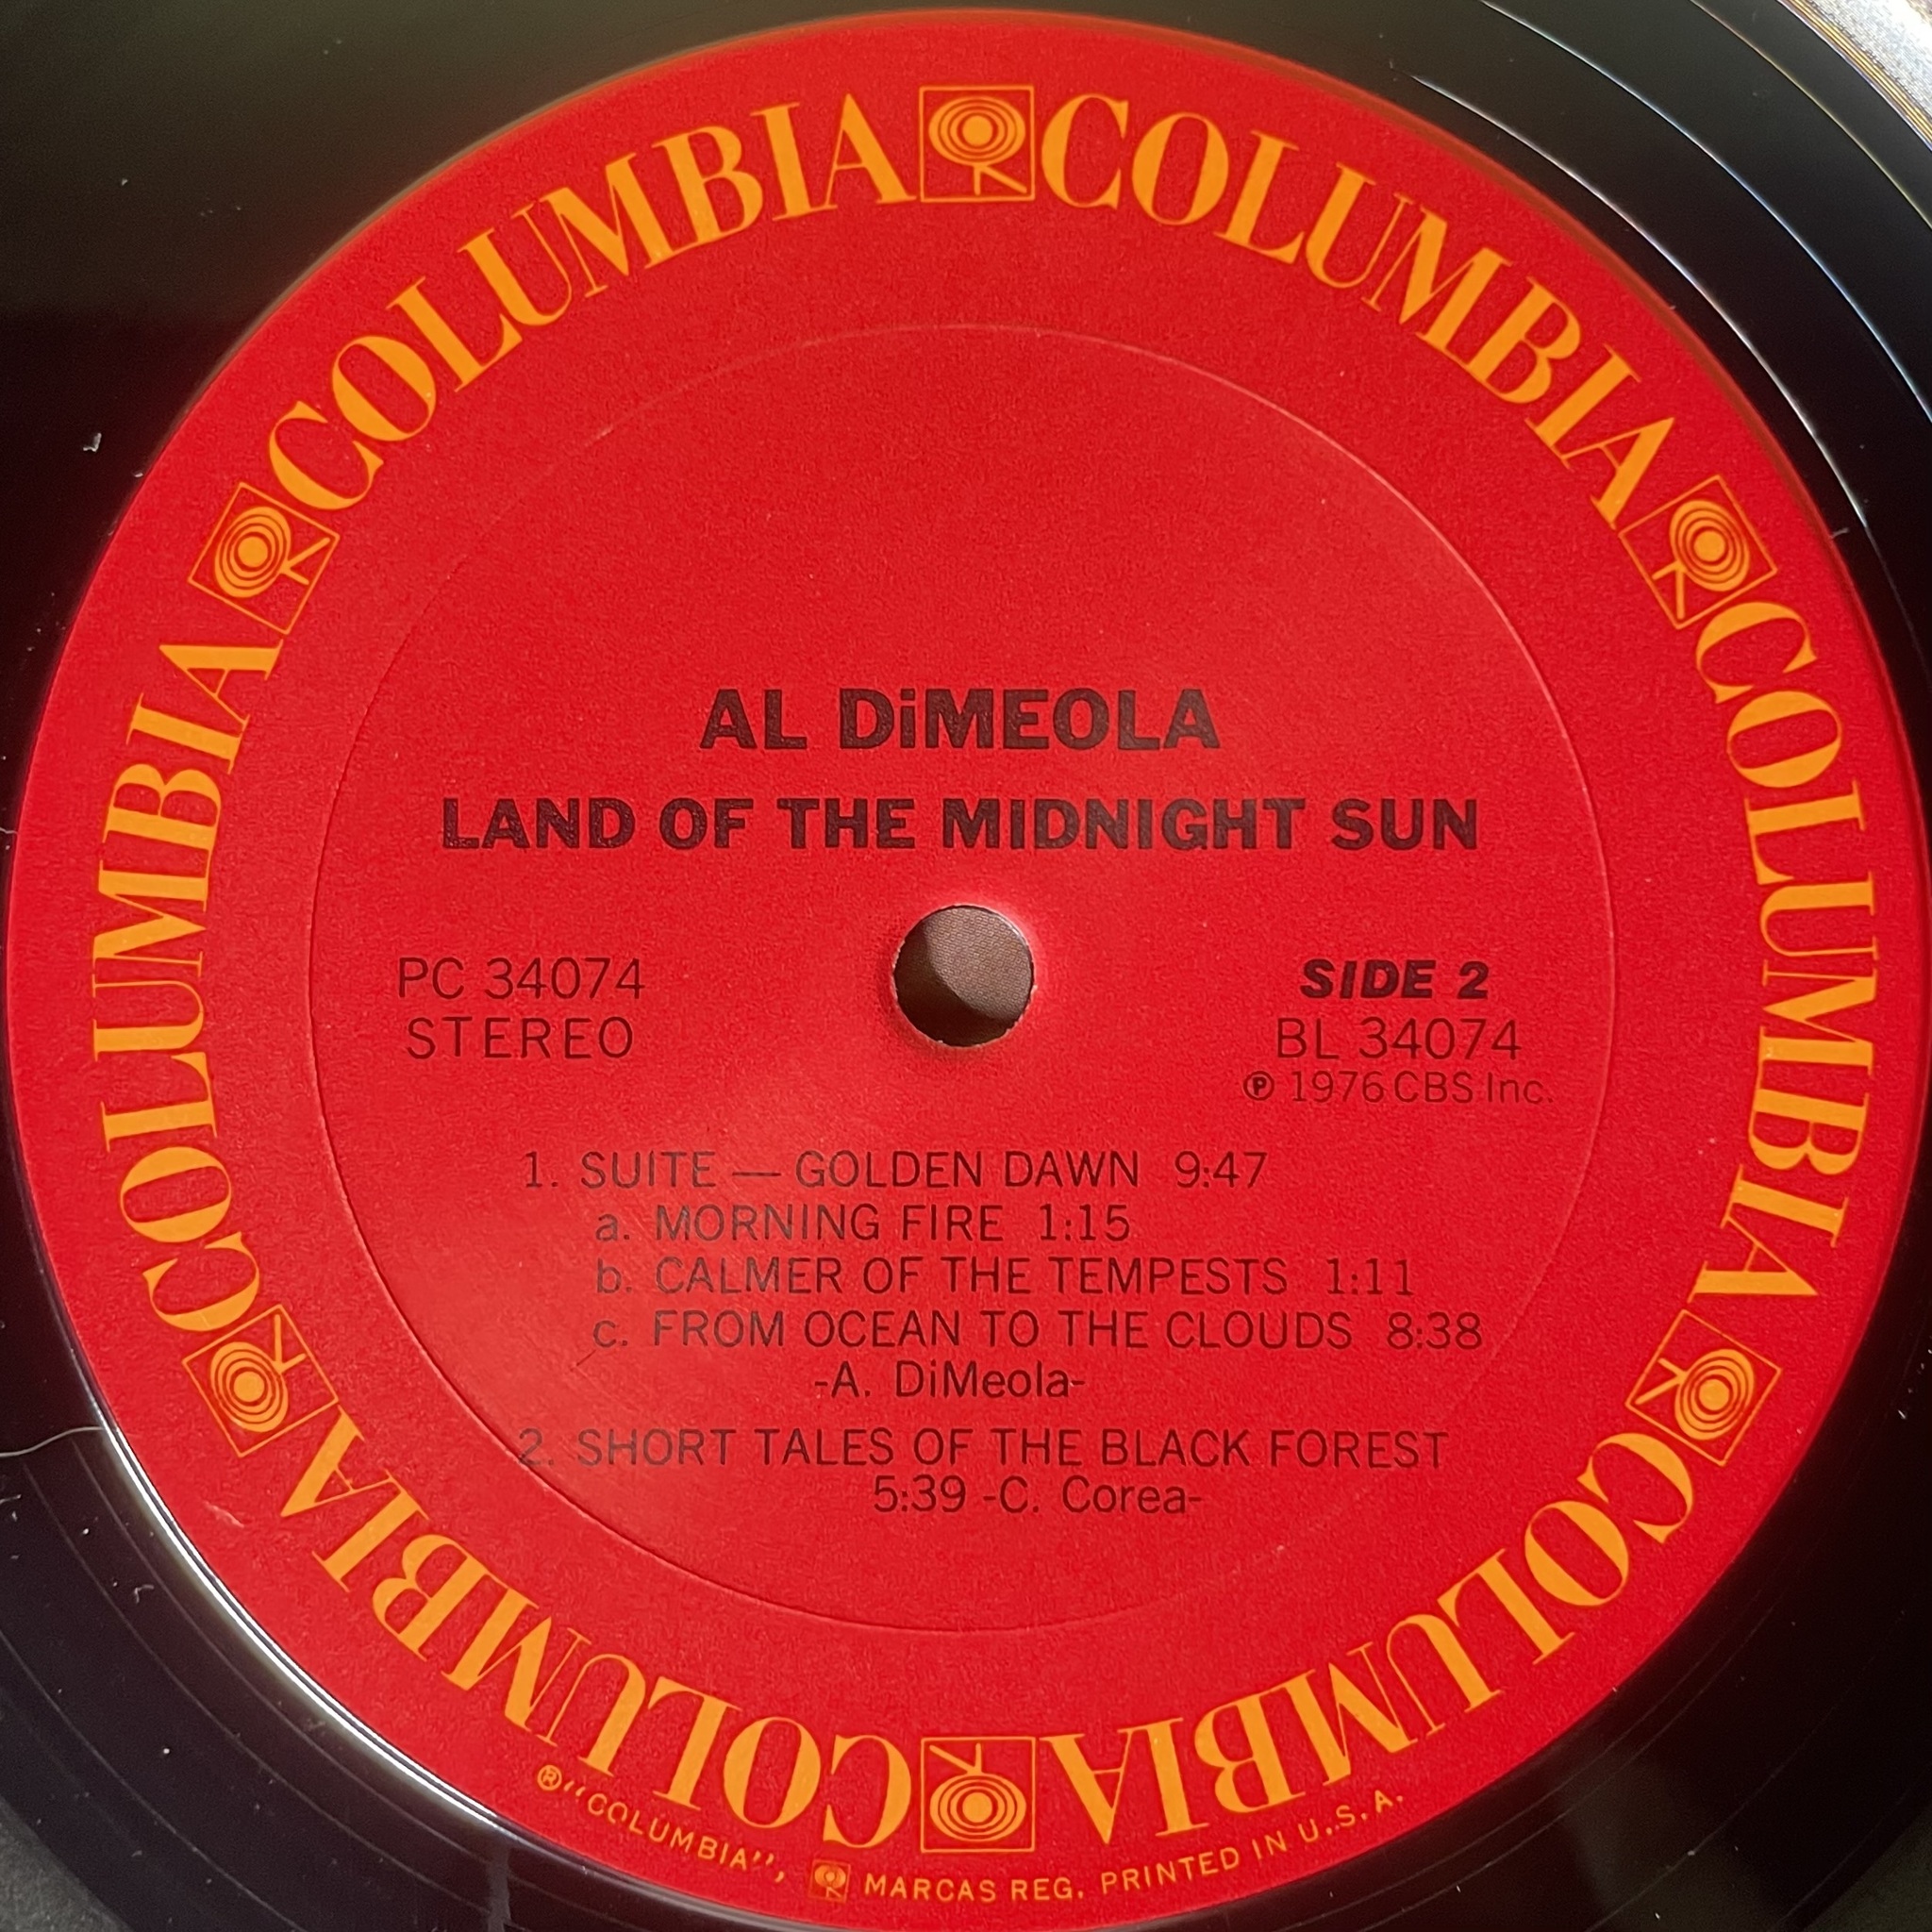 COLUMBIA COLUMBIA COLUMBIA COLUMBIA COLUMBIA COLUMBIA
AL DiMEOLA
LAND OF THE MIDNIGHT SUN
PC 34074
STEREO
SIDE 2
BL 34074
℗ 1976 CBS Inc.
1. SUITE — GOLDEN DAWN 9:47
a. MORNING FIRE 1:15
b. CALMER OF THE TEMPESTS 1:11
c. FROM OCEAN TO THE CLOUDS 8:38
-A. DiMeola-
2. SHORT TALES OF THE BLACK FOREST
5:39 -C. Corea-
® "COLUMBIA", MARCAS REG. PRINTED IN U.S.A.